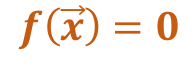 f(x⃗) = 0